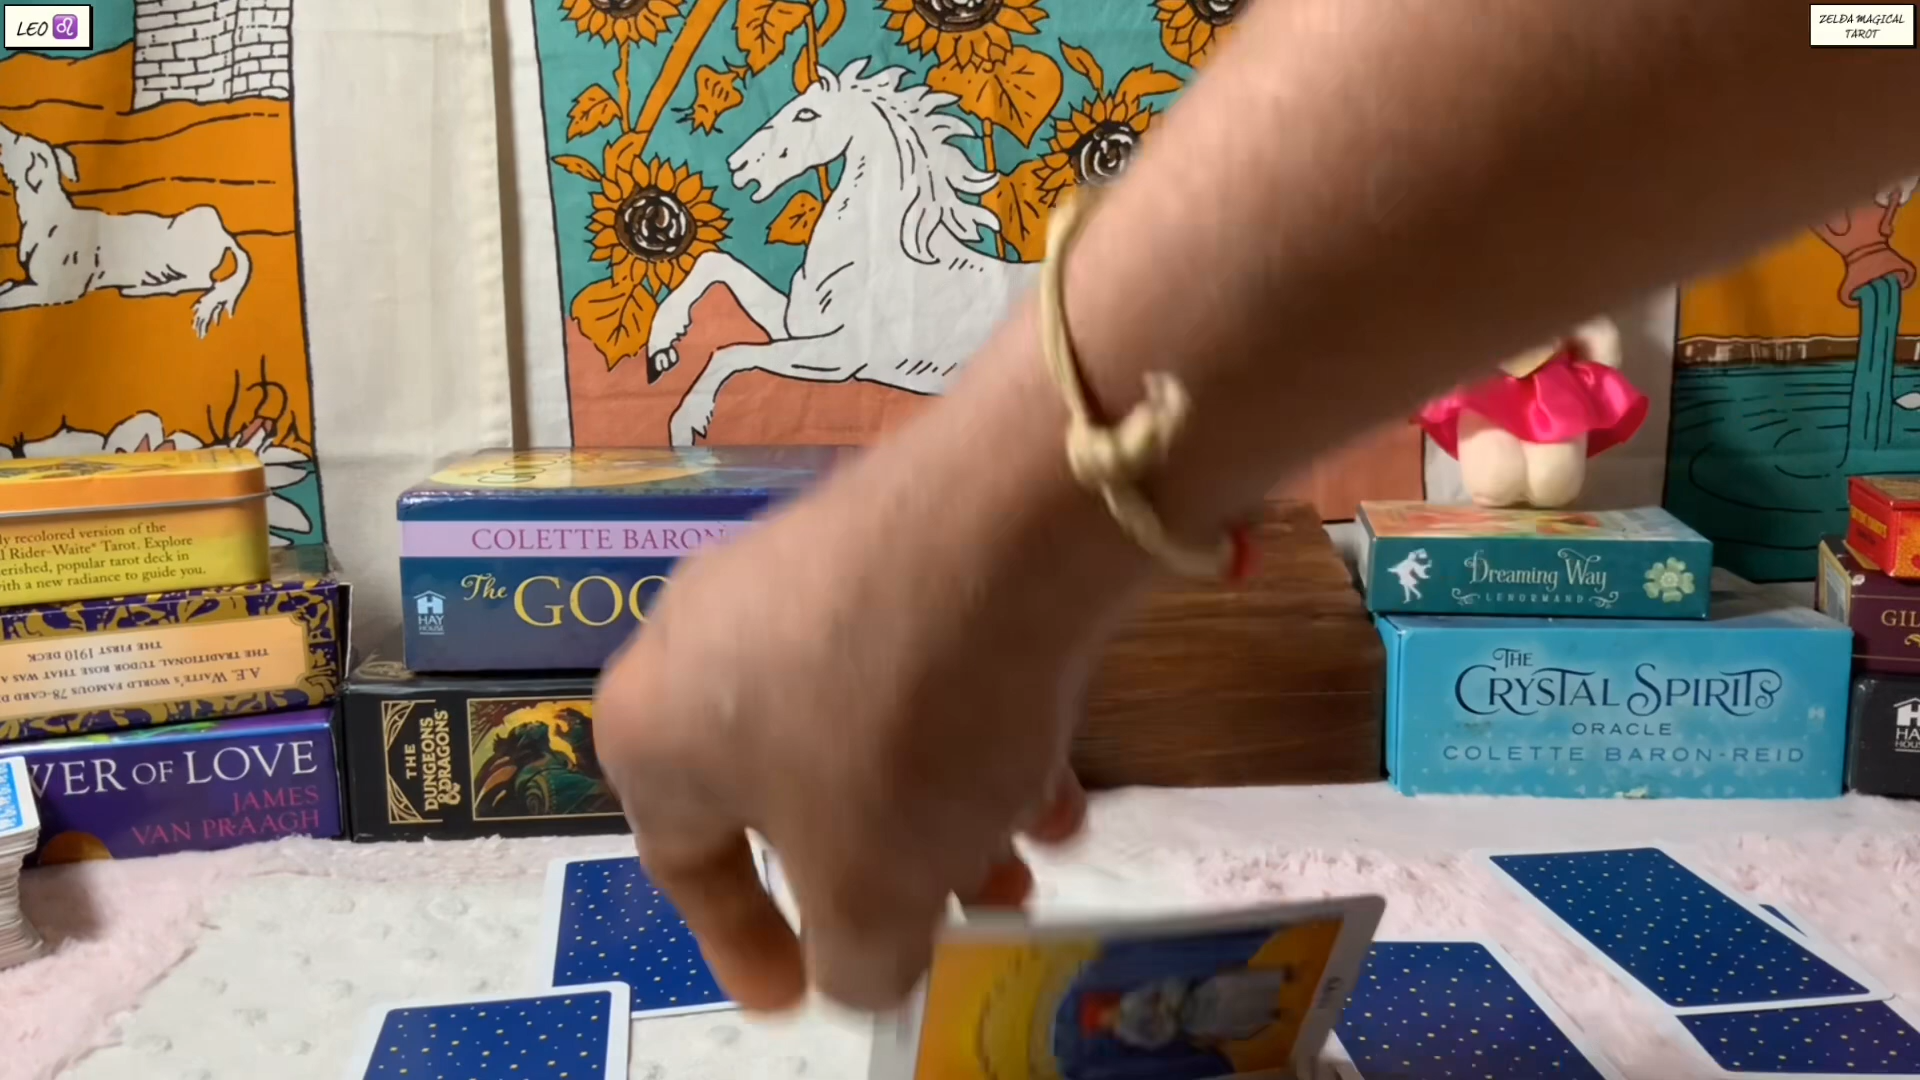 LEO ♌
ZELDA MAGICAL
TAROT
ly recolored version of the
l Rider-Waite® Tarot. Explore
erished, popular tarot deck in
with a new radiance to guide you.
A.E. WAITE'S WORLD FAMOUS 78-CARD D
THE TRADITIONAL TUDOR ROSE THAT WAS A
THE FIRST 1910 DECK
WER OF LOVE
JAMES
VAN PRAAGH
COLETTE BARON-
The GOO
HAY
HOUSE
THE
DUNGEONS
& DRAGONS
Dreaming Way
LENORMAND
THE
CRYSTAL SPIRITS
ORACLE
COLETTE BARON-REID
GIL
HA
HOUS